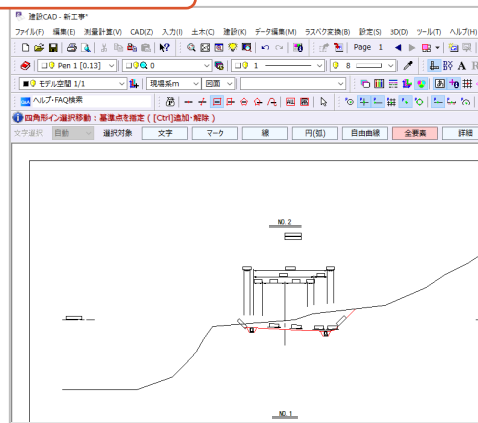 建設CAD - 新工事*
ファイル(F) 編集(E) 測量計算(V) CAD(Z) 入力(I) 土木(C) 建設(K) データ編集(M) ラスベクタ変換(B) 設定(S) 3D(D) ツール(T) ヘルプ(H)
Page 1
Pen 1 [0.13] 0 1 8 A
モデル空間 1/1 現場系m 図面
ヘルプ・FAQ検索
四角形イン選択移動:基準点を指定 ( [Ctrl]追加・解除 )
文字選択 自動 選択対象 文字 マーク 線 円(弧) 自由曲線 全要素 詳細
NO.2
NO.1